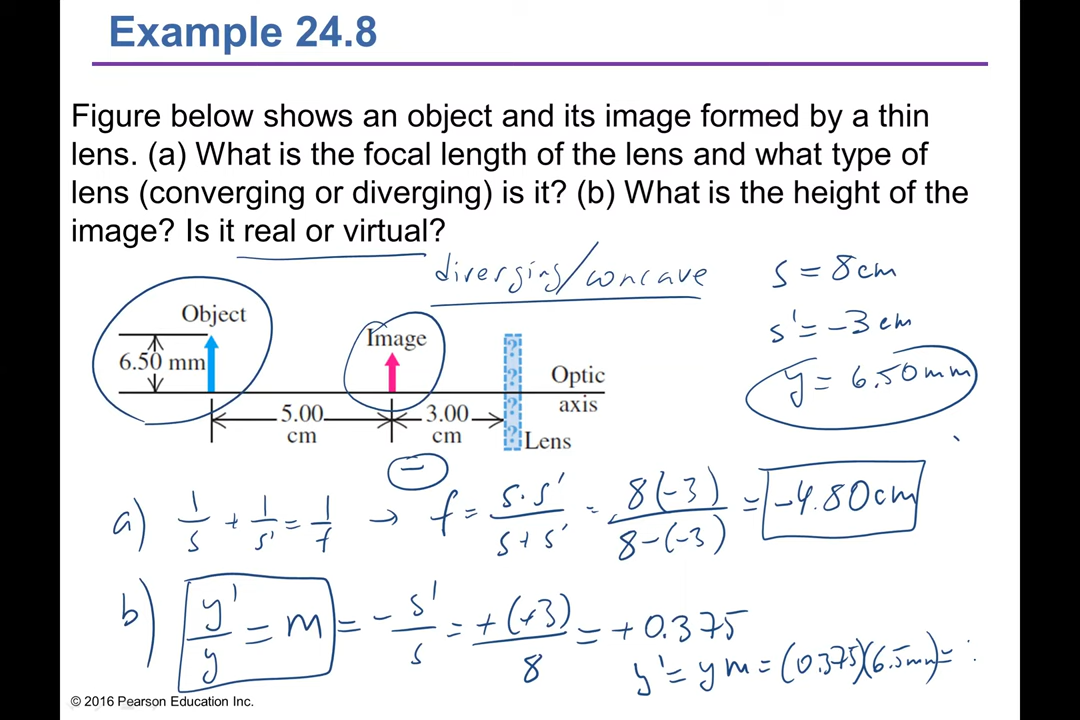 Example 24.8
Figure below shows an object and its image formed by a thin
lens. (a) What is the focal length of the lens and what type of
lens (converging or diverging) is it? (b) What is the height of the
image? Is it real or virtual?
diverging/concave
s = 8cm
s' = -3 cm
y = 6.50mm
Object
Image
6.50 mm
Optic
axis
5.00
cm
3.00
cm
? ? ? ?
Lens
(-)
a) 1/s + 1/s' = 1/f → f = s·s'/s+s' = 8(-3)/8-(-3) = -4.80cm
b) y'/y = m = -s'/s = +(+3)/8 = +0.375
y' = ym = (0.375)(6.5mm) =
© 2016 Pearson Education Inc.